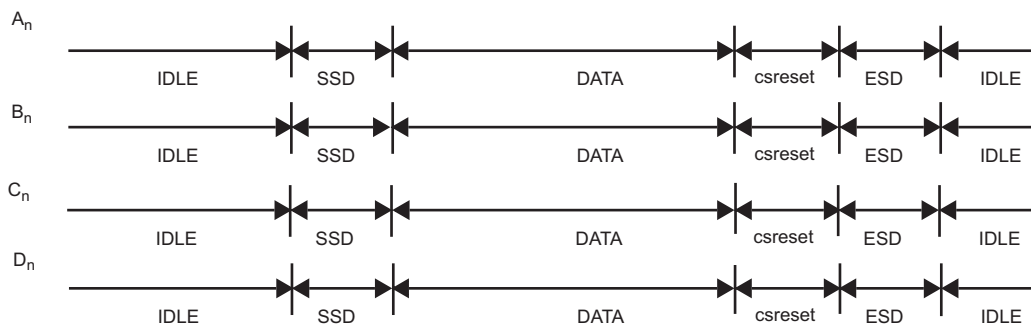 An
IDLE SSD DATA csreset ESD IDLE
Bn
IDLE SSD DATA csreset ESD IDLE
Cn
IDLE SSD DATA csreset ESD IDLE
Dn
IDLE SSD DATA csreset ESD IDLE